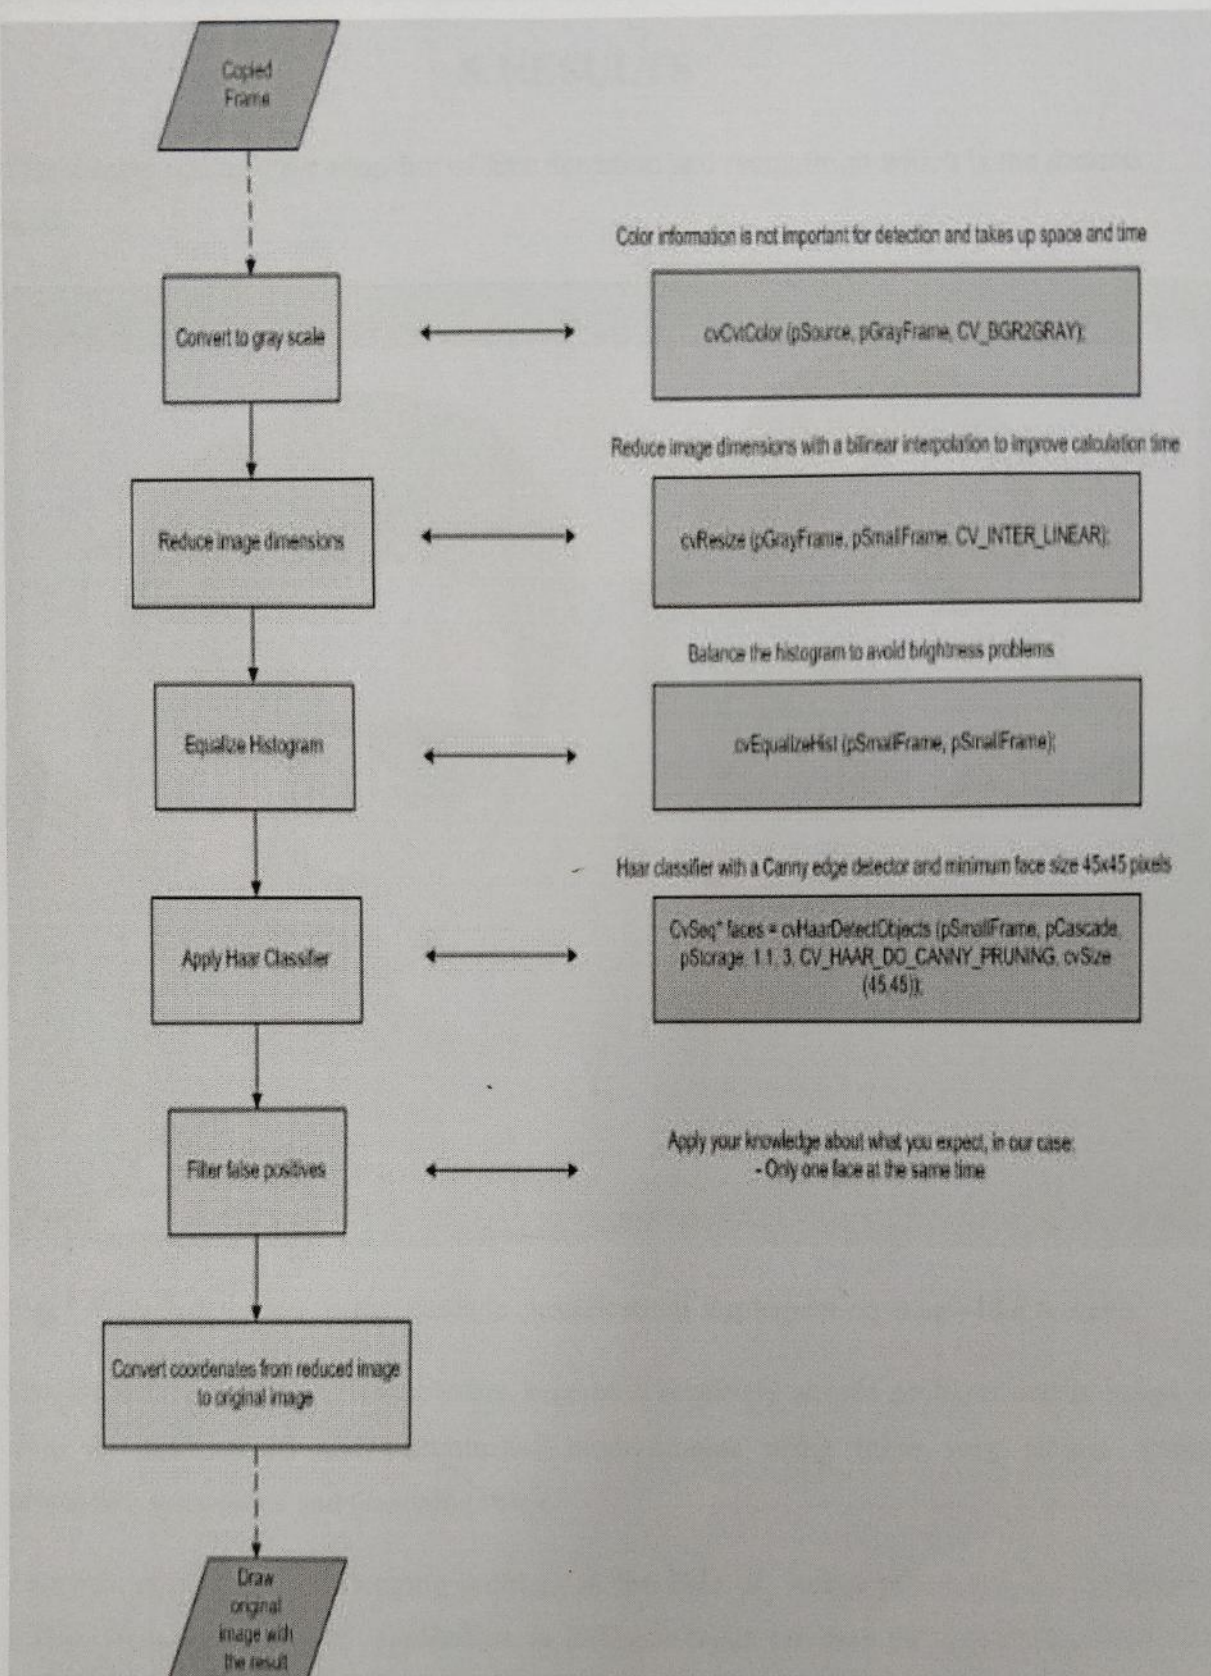 Copied
Frame
Color information is not important for detection and takes up space and time
Convert to gray scale
cvCvtColor (pSource, pGrayFrame, CV_BGR2GRAY);
Reduce image dimensions with a bilinear interpolation to improve calculation time
Reduce image dimensions
cvResize (pGrayFrame, pSmallFrame, CV_INTER_LINEAR);
Balance the histogram to avoid brightness problems
Equalize Histogram
cvEqualizeHist (pSmallFrame, pSmallFrame);
Haar classifier with a Canny edge detector and minimum face size 45x45 pixels
Apply Haar Classifier
CvSeq* faces = cvHaarDetectObjects (pSmallFrame, pCascade,
pStorage, 1.1, 3, CV_HAAR_DO_CANNY_PRUNING, cvSize
(45,45));
Filter false positives
Apply your knowledge about what you expect, in our case:
- Only one face at the same time
Convert coordenates from reduced image
to original image
Draw
original
image with
the result